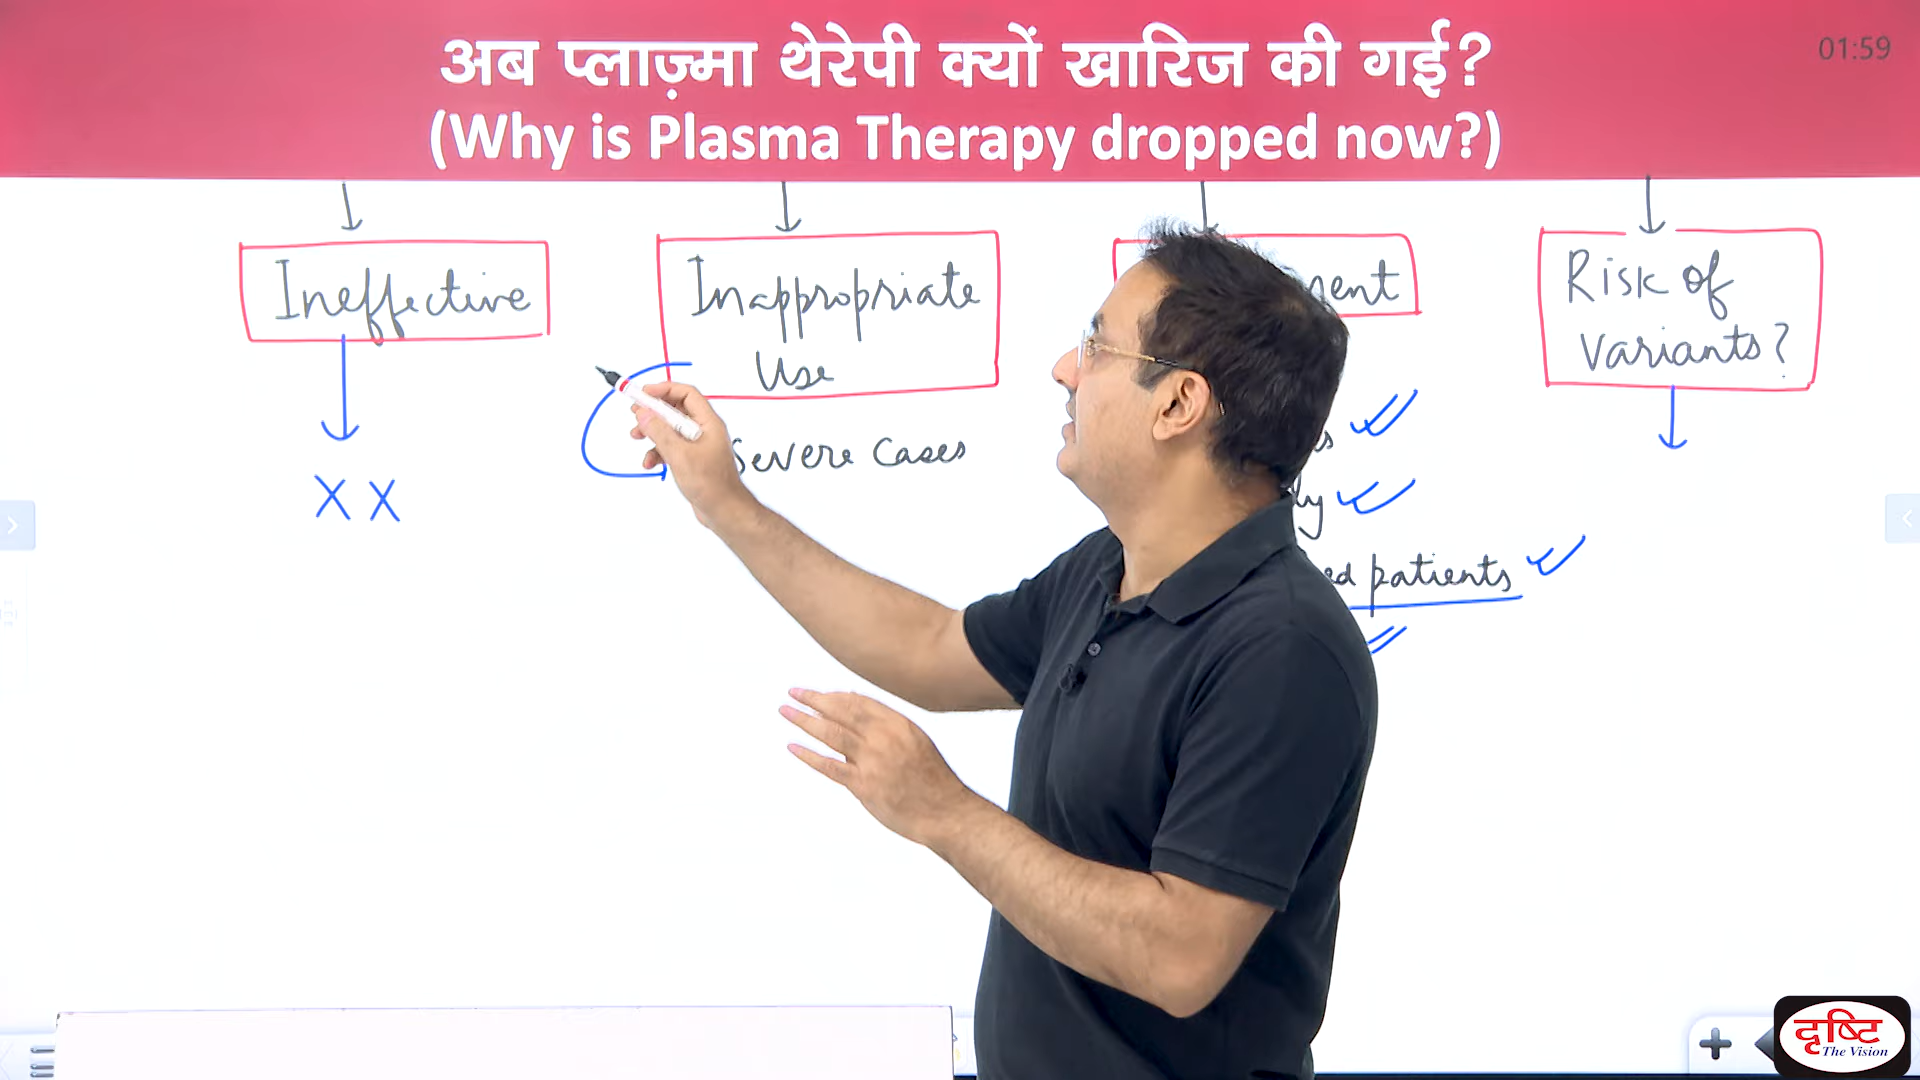 अब प्लाज़्मा थेरेपी क्यों खारिज की गई?
(Why is Plasma Therapy dropped now?)
01:59
Ineffective
Inappropriate
Use
Risk of
variants?
Severe Cases
patients
X X
दृष्टि
The Vision